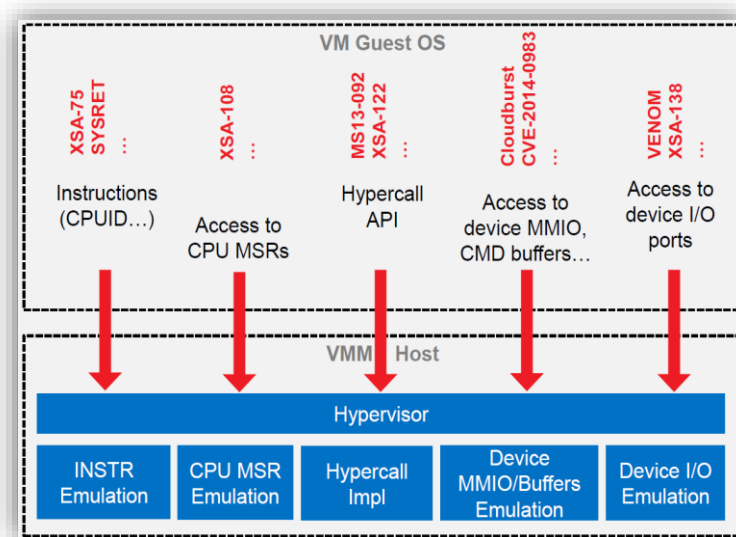 VM Guest OS
XSA-75
SYSRET
…
XSA-108
…
MS13-092
XSA-122
…
Cloudburst
CVE-2014-0983
…
VENOM
XSA-138
…
Instructions
(CPUID…)
Access to
CPU MSRs
Hypercall
API
Access to
device MMIO,
CMD buffers…
Access to
device I/O
ports
VMM Host
Hypervisor
INSTR
Emulation
CPU MSR
Emulation
Hypercall
Impl
Device
MMIO/Buffers
Emulation
Device I/O
Emulation